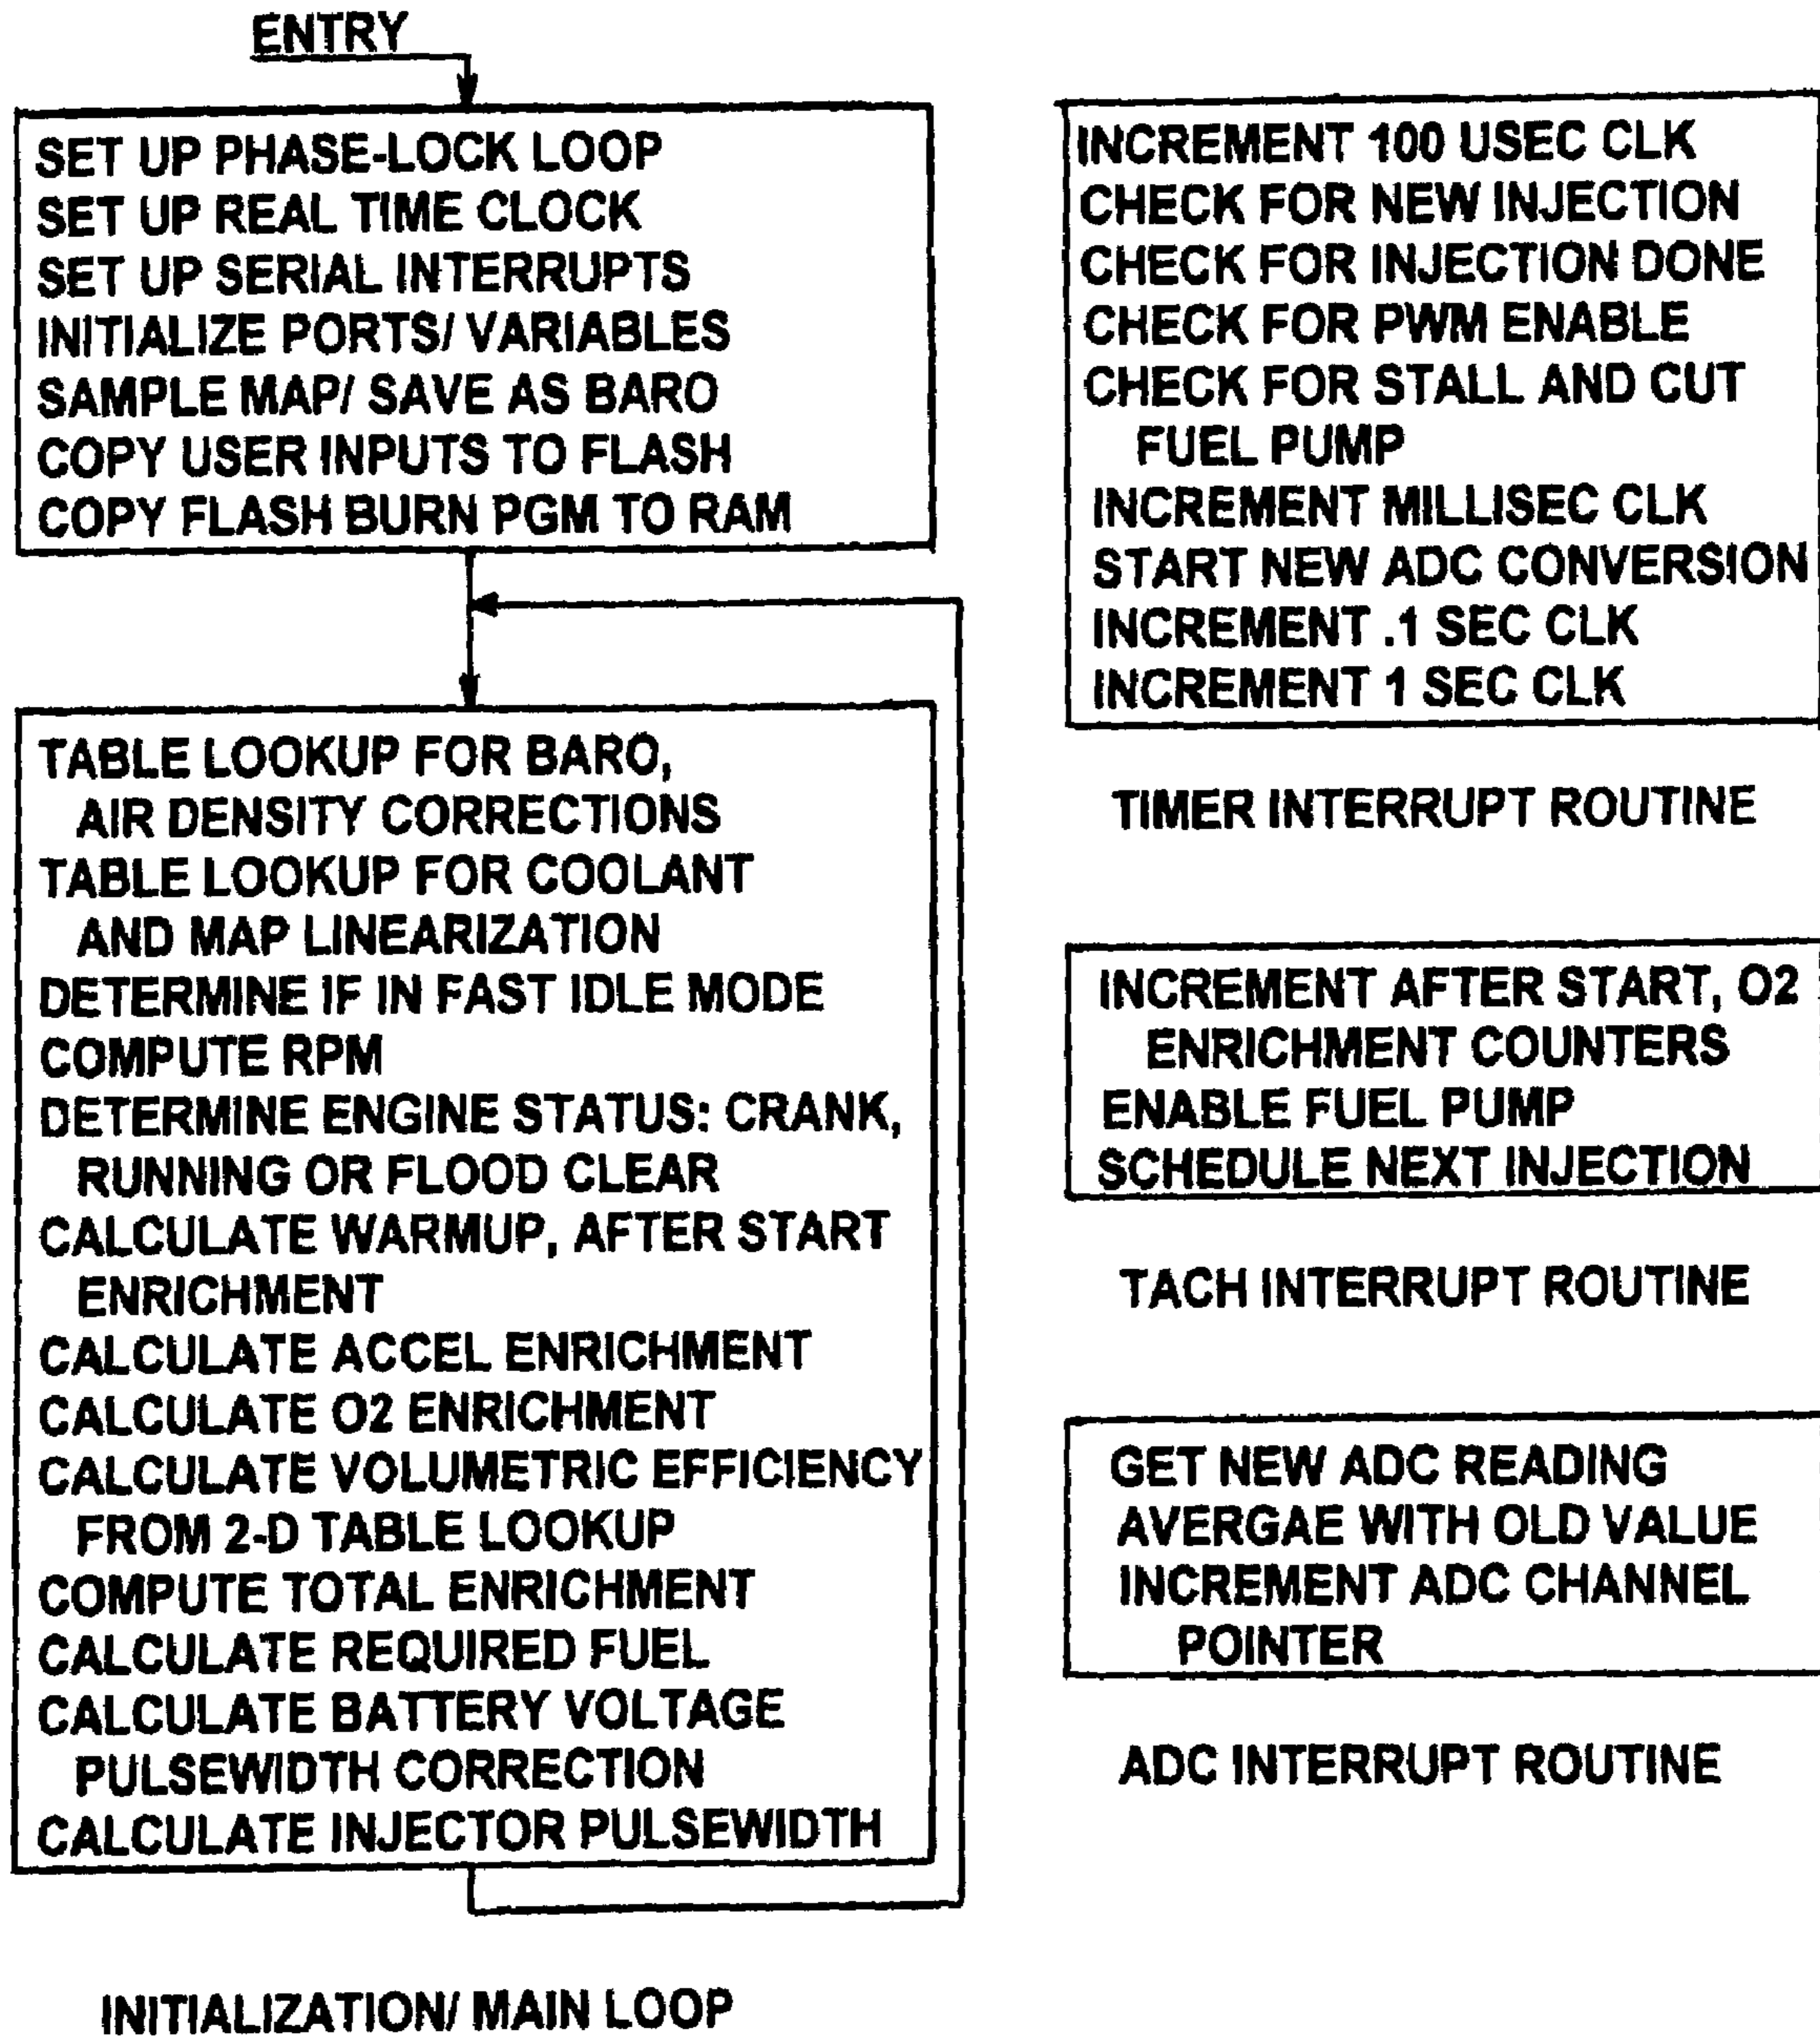 ENTRY
SET UP PHASE-LOCK LOOP
SET UP REAL TIME CLOCK
SET UP SERIAL INTERRUPTS
INITIALIZE PORTS/ VARIABLES
SAMPLE MAP/ SAVE AS BARO
COPY USER INPUTS TO FLASH
COPY FLASH BURN PGM TO RAM
TABLE LOOKUP FOR BARO,
AIR DENSITY CORRECTIONS
TABLE LOOKUP FOR COOLANT
AND MAP LINEARIZATION
DETERMINE IF IN FAST IDLE MODE
COMPUTE RPM
DETERMINE ENGINE STATUS: CRANK,
RUNNING OR FLOOD CLEAR
CALCULATE WARMUP, AFTER START
ENRICHMENT
CALCULATE ACCEL ENRICHMENT
CALCULATE O2 ENRICHMENT
CALCULATE VOLUMETRIC EFFICIENCY
FROM 2-D TABLE LOOKUP
COMPUTE TOTAL ENRICHMENT
CALCULATE REQUIRED FUEL
CALCULATE BATTERY VOLTAGE
PULSEWIDTH CORRECTION
CALCULATE INJECTOR PULSEWIDTH
INITIALIZATION/ MAIN LOOP
INCREMENT 100 USEC CLK
CHECK FOR NEW INJECTION
CHECK FOR INJECTION DONE
CHECK FOR PWM ENABLE
CHECK FOR STALL AND CUT
FUEL PUMP
INCREMENT MILLISEC CLK
START NEW ADC CONVERSION
INCREMENT .1 SEC CLK
INCREMENT 1 SEC CLK
TIMER INTERRUPT ROUTINE
INCREMENT AFTER START, O2
ENRICHMENT COUNTERS
ENABLE FUEL PUMP
SCHEDULE NEXT INJECTION
TACH INTERRUPT ROUTINE
GET NEW ADC READING
AVERGAE WITH OLD VALUE
INCREMENT ADC CHANNEL
POINTER
ADC INTERRUPT ROUTINE